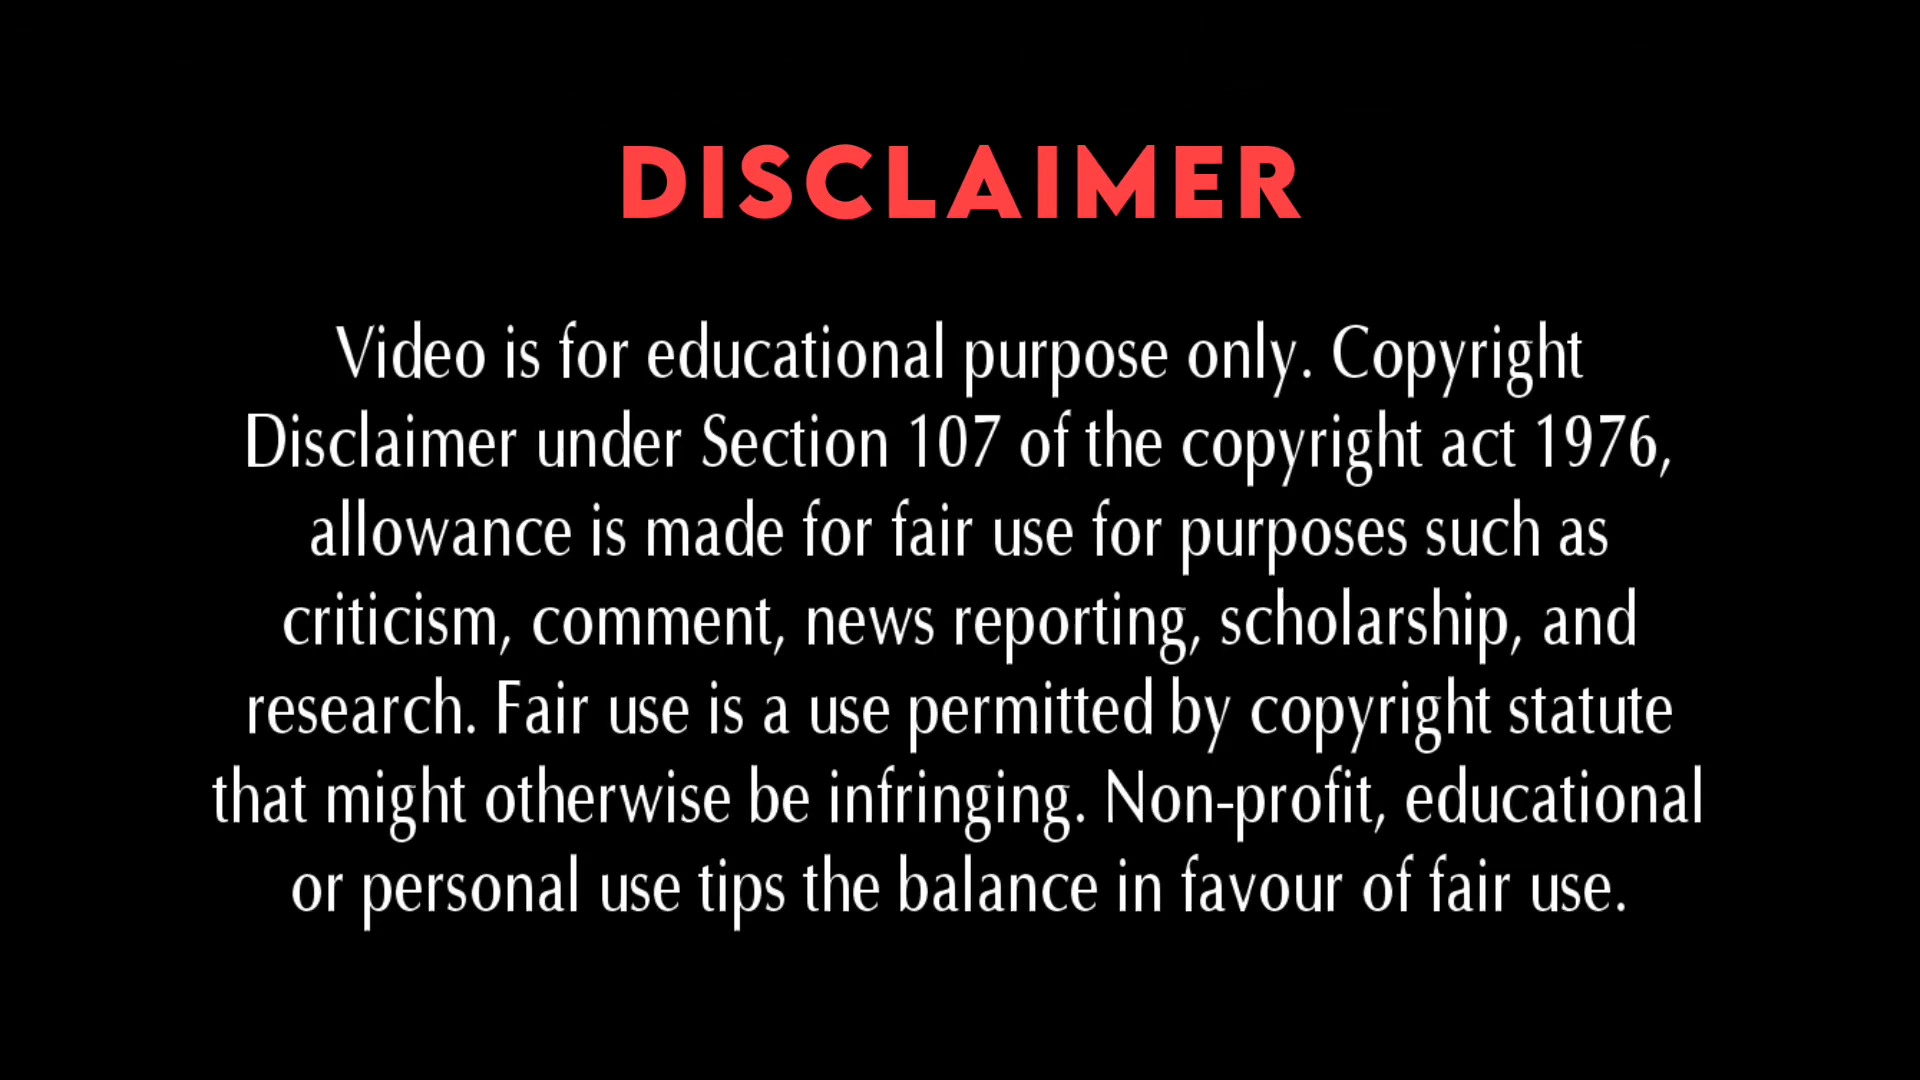 DISCLAIMER
Video is for educational purpose only. Copyright
Disclaimer under Section 107 of the copyright act 1976,
allowance is made for fair use for purposes such as
criticism, comment, news reporting, scholarship, and
research. Fair use is a use permitted by copyright statute
that might otherwise be infringing. Non-profit, educational
or personal use tips the balance in favour of fair use.